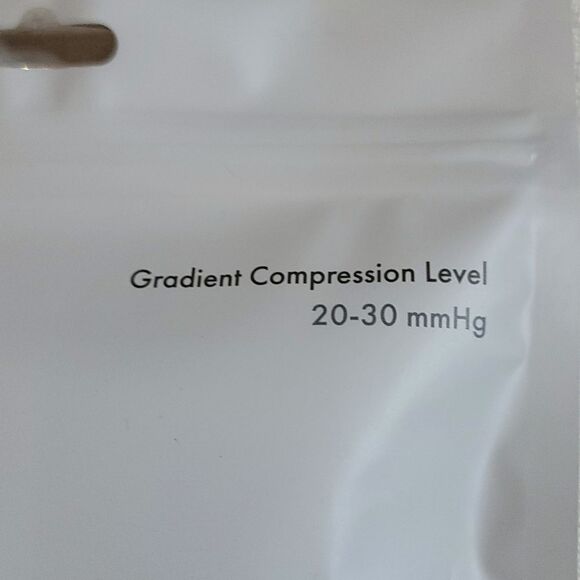 Gradient Compression Level
20-30 mmHg